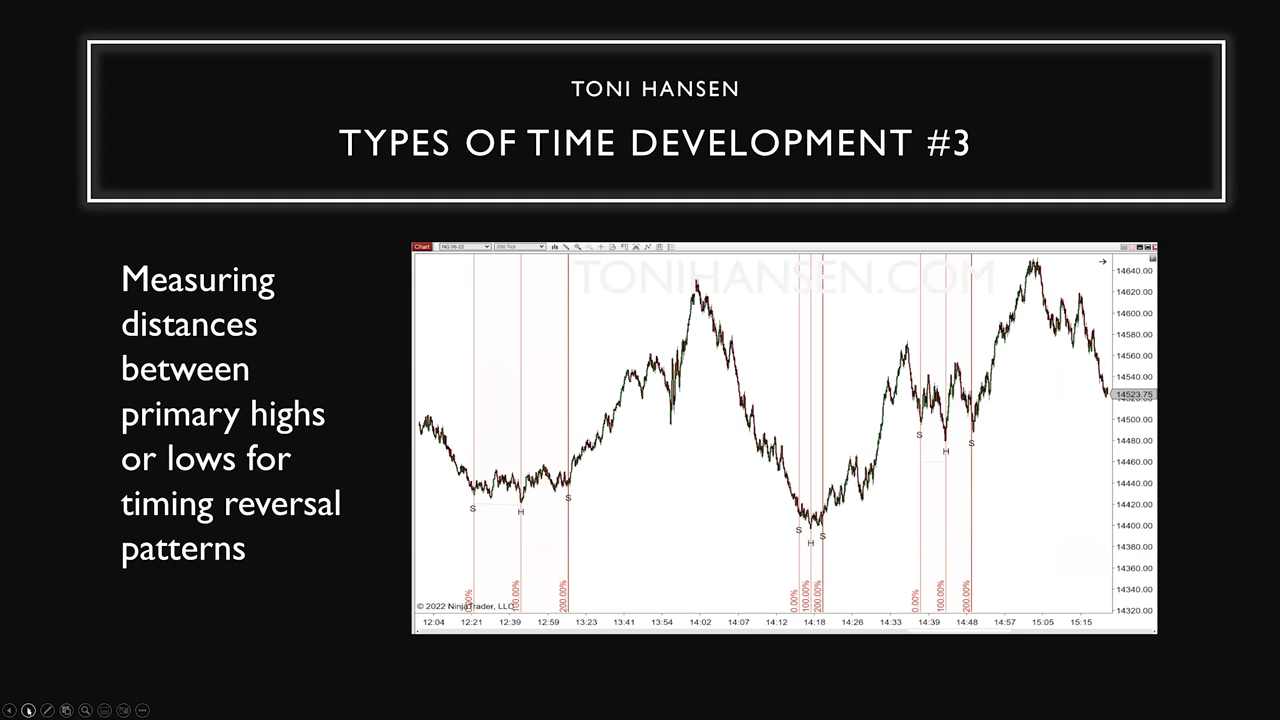 TONI HANSEN
TYPES OF TIME DEVELOPMENT #3
Measuring
distances
between
primary highs
or lows for
timing reversal
patterns
Chart
200 Tick
TONIHANSEN.COM
14640.00
14620.00
14600.00
14580.00
14560.00
14540.00
14523.75
14500.00
14480.00
14460.00
14440.00
14420.00
14400.00
14380.00
14360.00
14340.00
14320.00
S
H
S
S
H
S
S
H
S
0.00%
100.00%
200.00%
0.00%
100.00%
200.00%
0.00%
100.00%
200.00%
© 2022 NinjaTrader, LLC
12:04 12:21 12:39 12:59 13:23 13:41 13:54 14:02 14:07 14:12 14:18 14:26 14:33 14:39 14:48 14:57 15:05 15:15